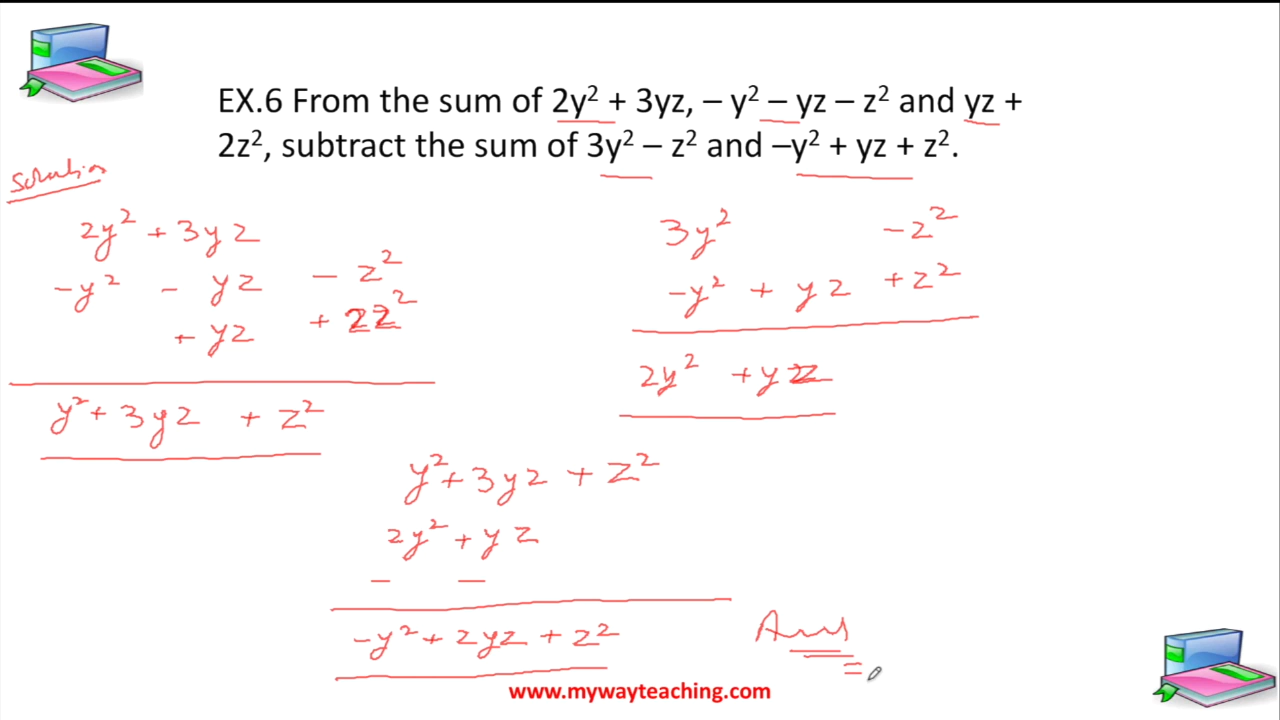 EX.6 From the sum of 2y² + 3yz, – y² – yz – z² and yz +
2z², subtract the sum of 3y² – z² and –y² + yz + z².
Solution
2y² + 3yz
-y² - yz - z²
+ yz + 2z²
y² + 3yz + z²
3y² - z²
-y² + yz + z²
2y² + yz
y² + 3yz + z²
2y² + yz
- -
-y² + 2yz + z²
Ans
www.mywayteaching.com